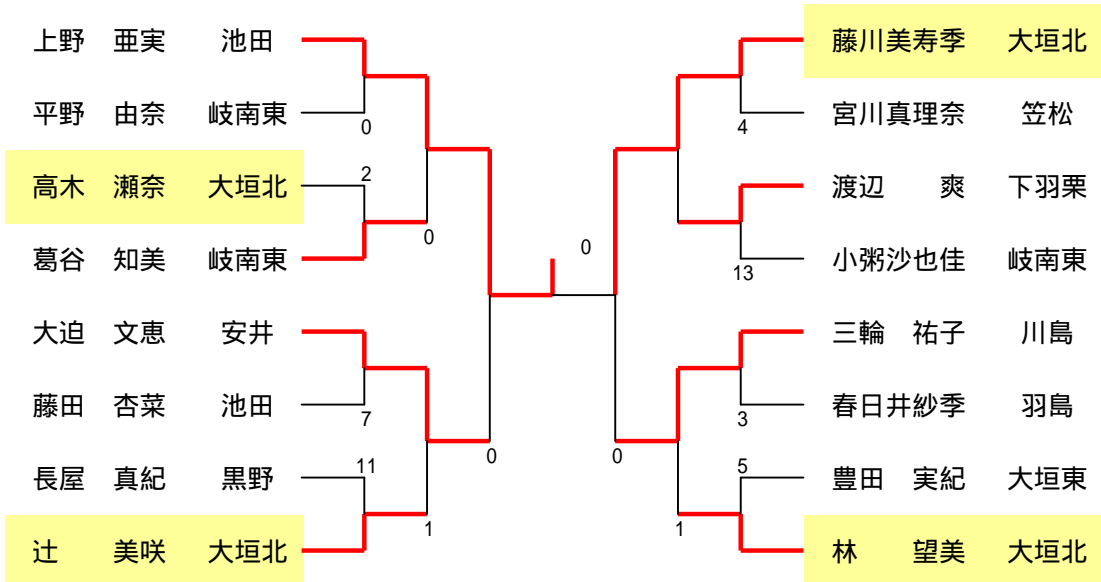 上野　亜実　池田
0
平野　由奈　岐南東
2
高木　瀬奈　大垣北
0
葛谷　知美　岐南東
大迫　文恵　安井
7
藤田　杏菜　池田
11
長屋　真紀　黒野
1
辻　美咲　大垣北
0
0
藤川美寿季　大垣北
4
宮川真理奈　笠松
渡辺　爽　下羽栗
13
小粥沙也佳　岐南東
三輪　祐子　川島
3
春日井紗季　羽島
0
5
豊田　実紀　大垣東
1
林　望美　大垣北